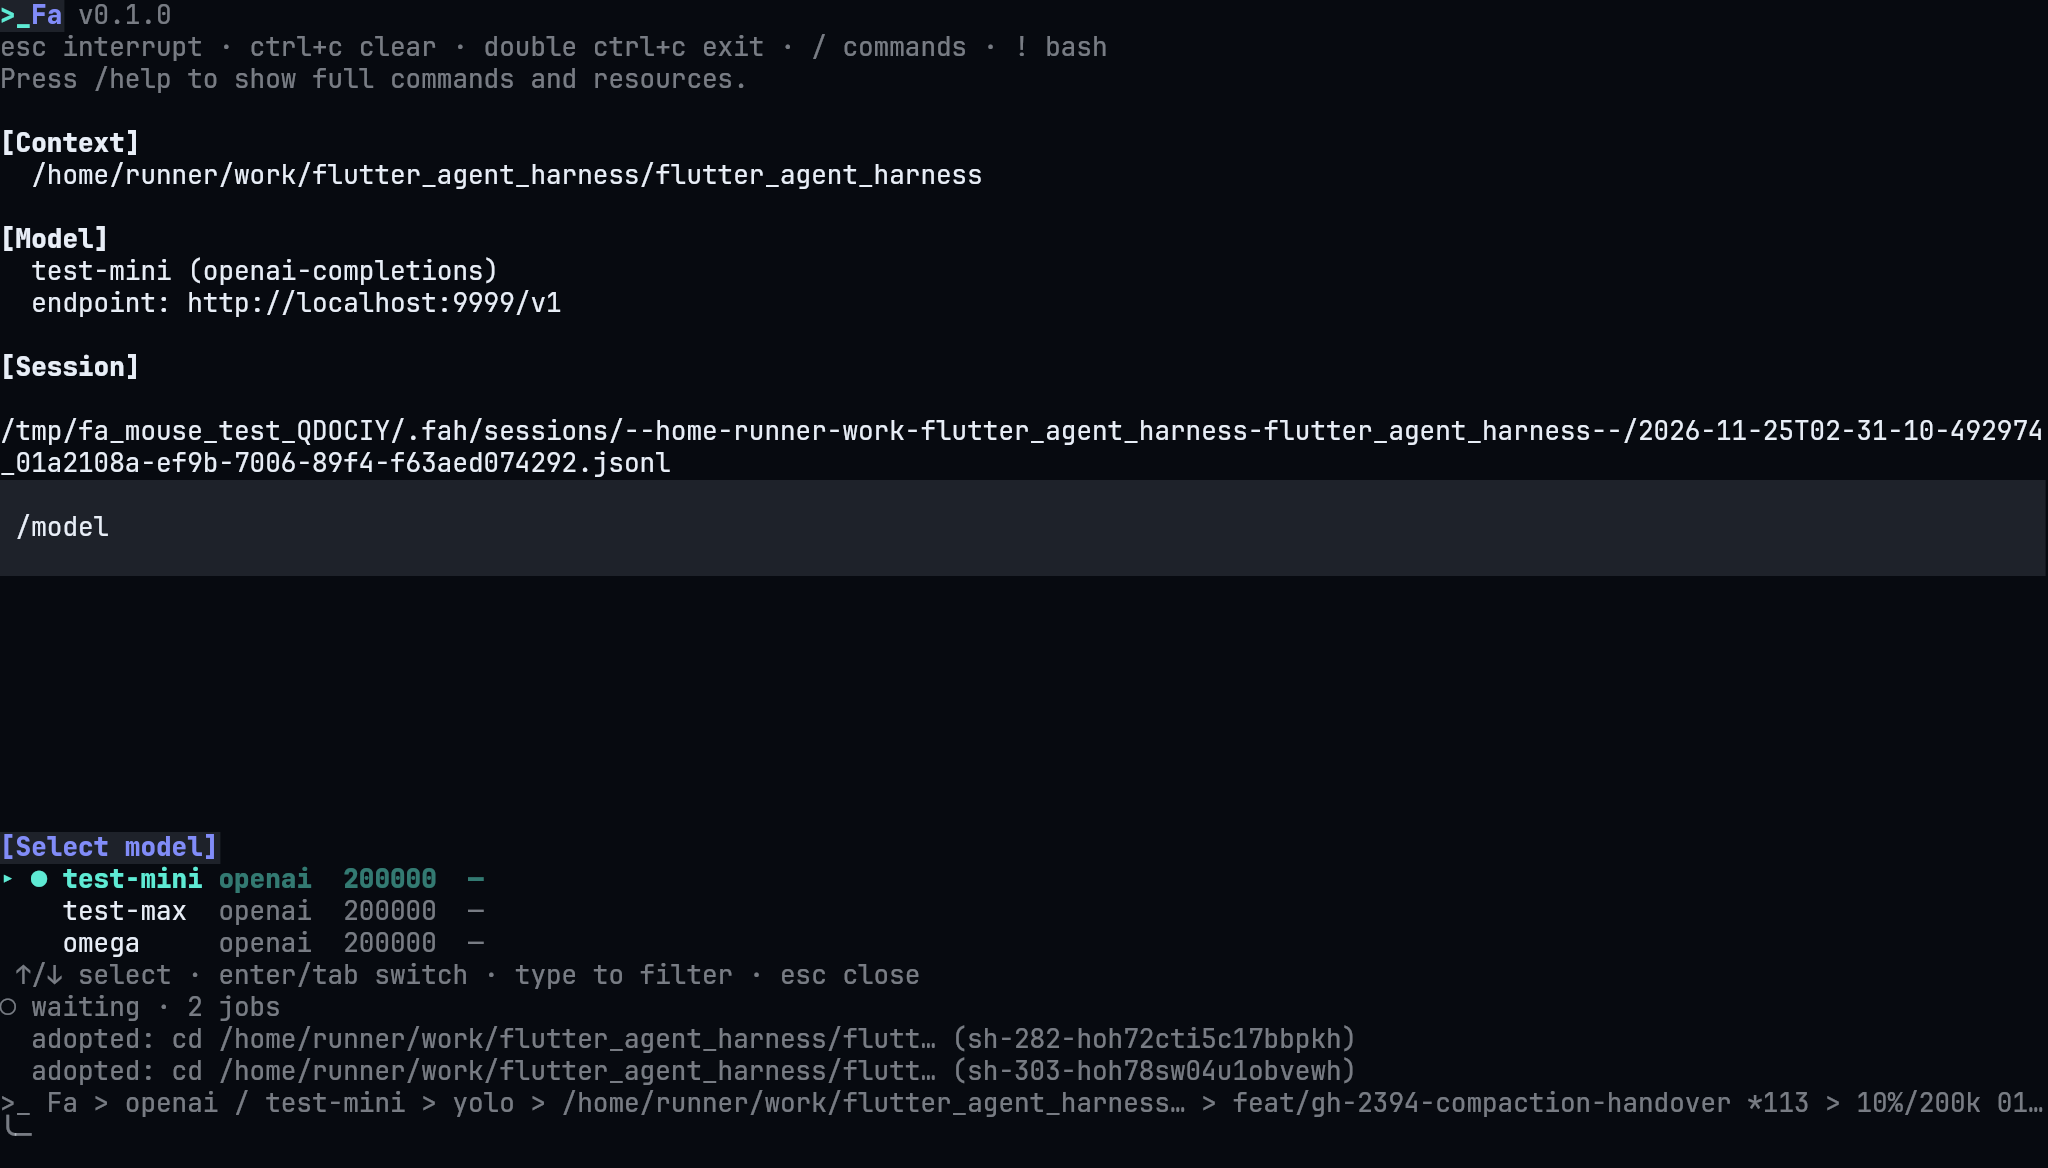 >_Fa v0.1.0
esc interrupt · ctrl+c clear · double ctrl+c exit · / commands · ! bash
Press /help to show full commands and resources.
[Context]
/home/runner/work/flutter_agent_harness/flutter_agent_harness
[Model]
test-mini (openai-completions)
endpoint: http://localhost:9999/v1
[Session]
/tmp/fa_mouse_test_QDOCIY/.fah/sessions/--home-runner-work-flutter_agent_harness-flutter_agent_harness--/2026-11-25T02-31-10-492974
_01a2108a-ef9b-7006-89f4-f63aed074292.jsonl
/model
[Select model]
▸ ● test-mini openai 200000 —
test-max openai 200000 —
omega openai 200000 —
↑/↓ select · enter/tab switch · type to filter · esc close
○ waiting · 2 jobs
adopted: cd /home/runner/work/flutter_agent_harness/flutt… (sh-282-hoh72cti5c17bbpkh)
adopted: cd /home/runner/work/flutter_agent_harness/flutt… (sh-303-hoh78sw04u1obvewh)
>_ Fa > openai / test-mini > yolo > /home/runner/work/flutter_agent_harness… > feat/gh-2394-compaction-handover *113 > 10%/200k 01…
╰─